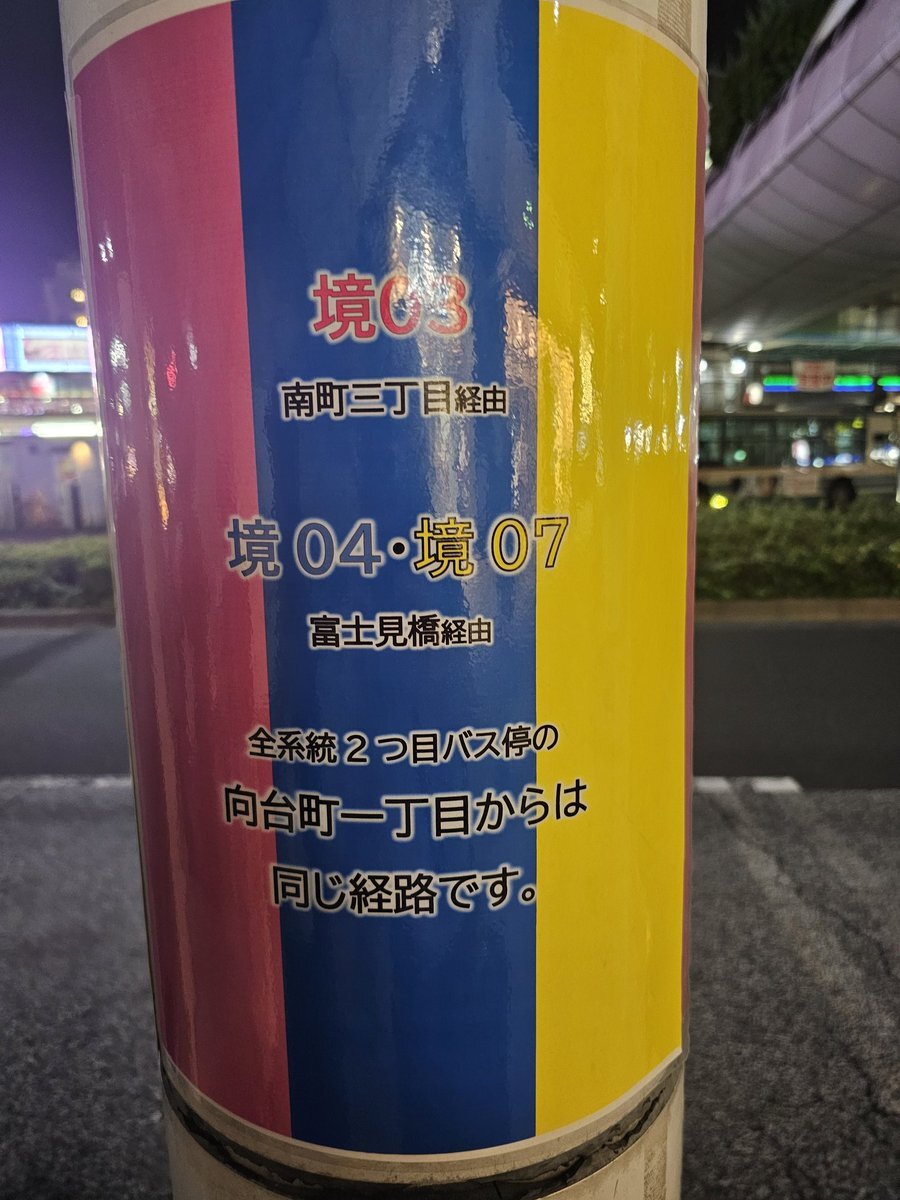 境03
南町三丁目経由
境04・境07
富士見橋経由
全系統2つ目バス停の
向台町一丁目からは
同じ経路です。